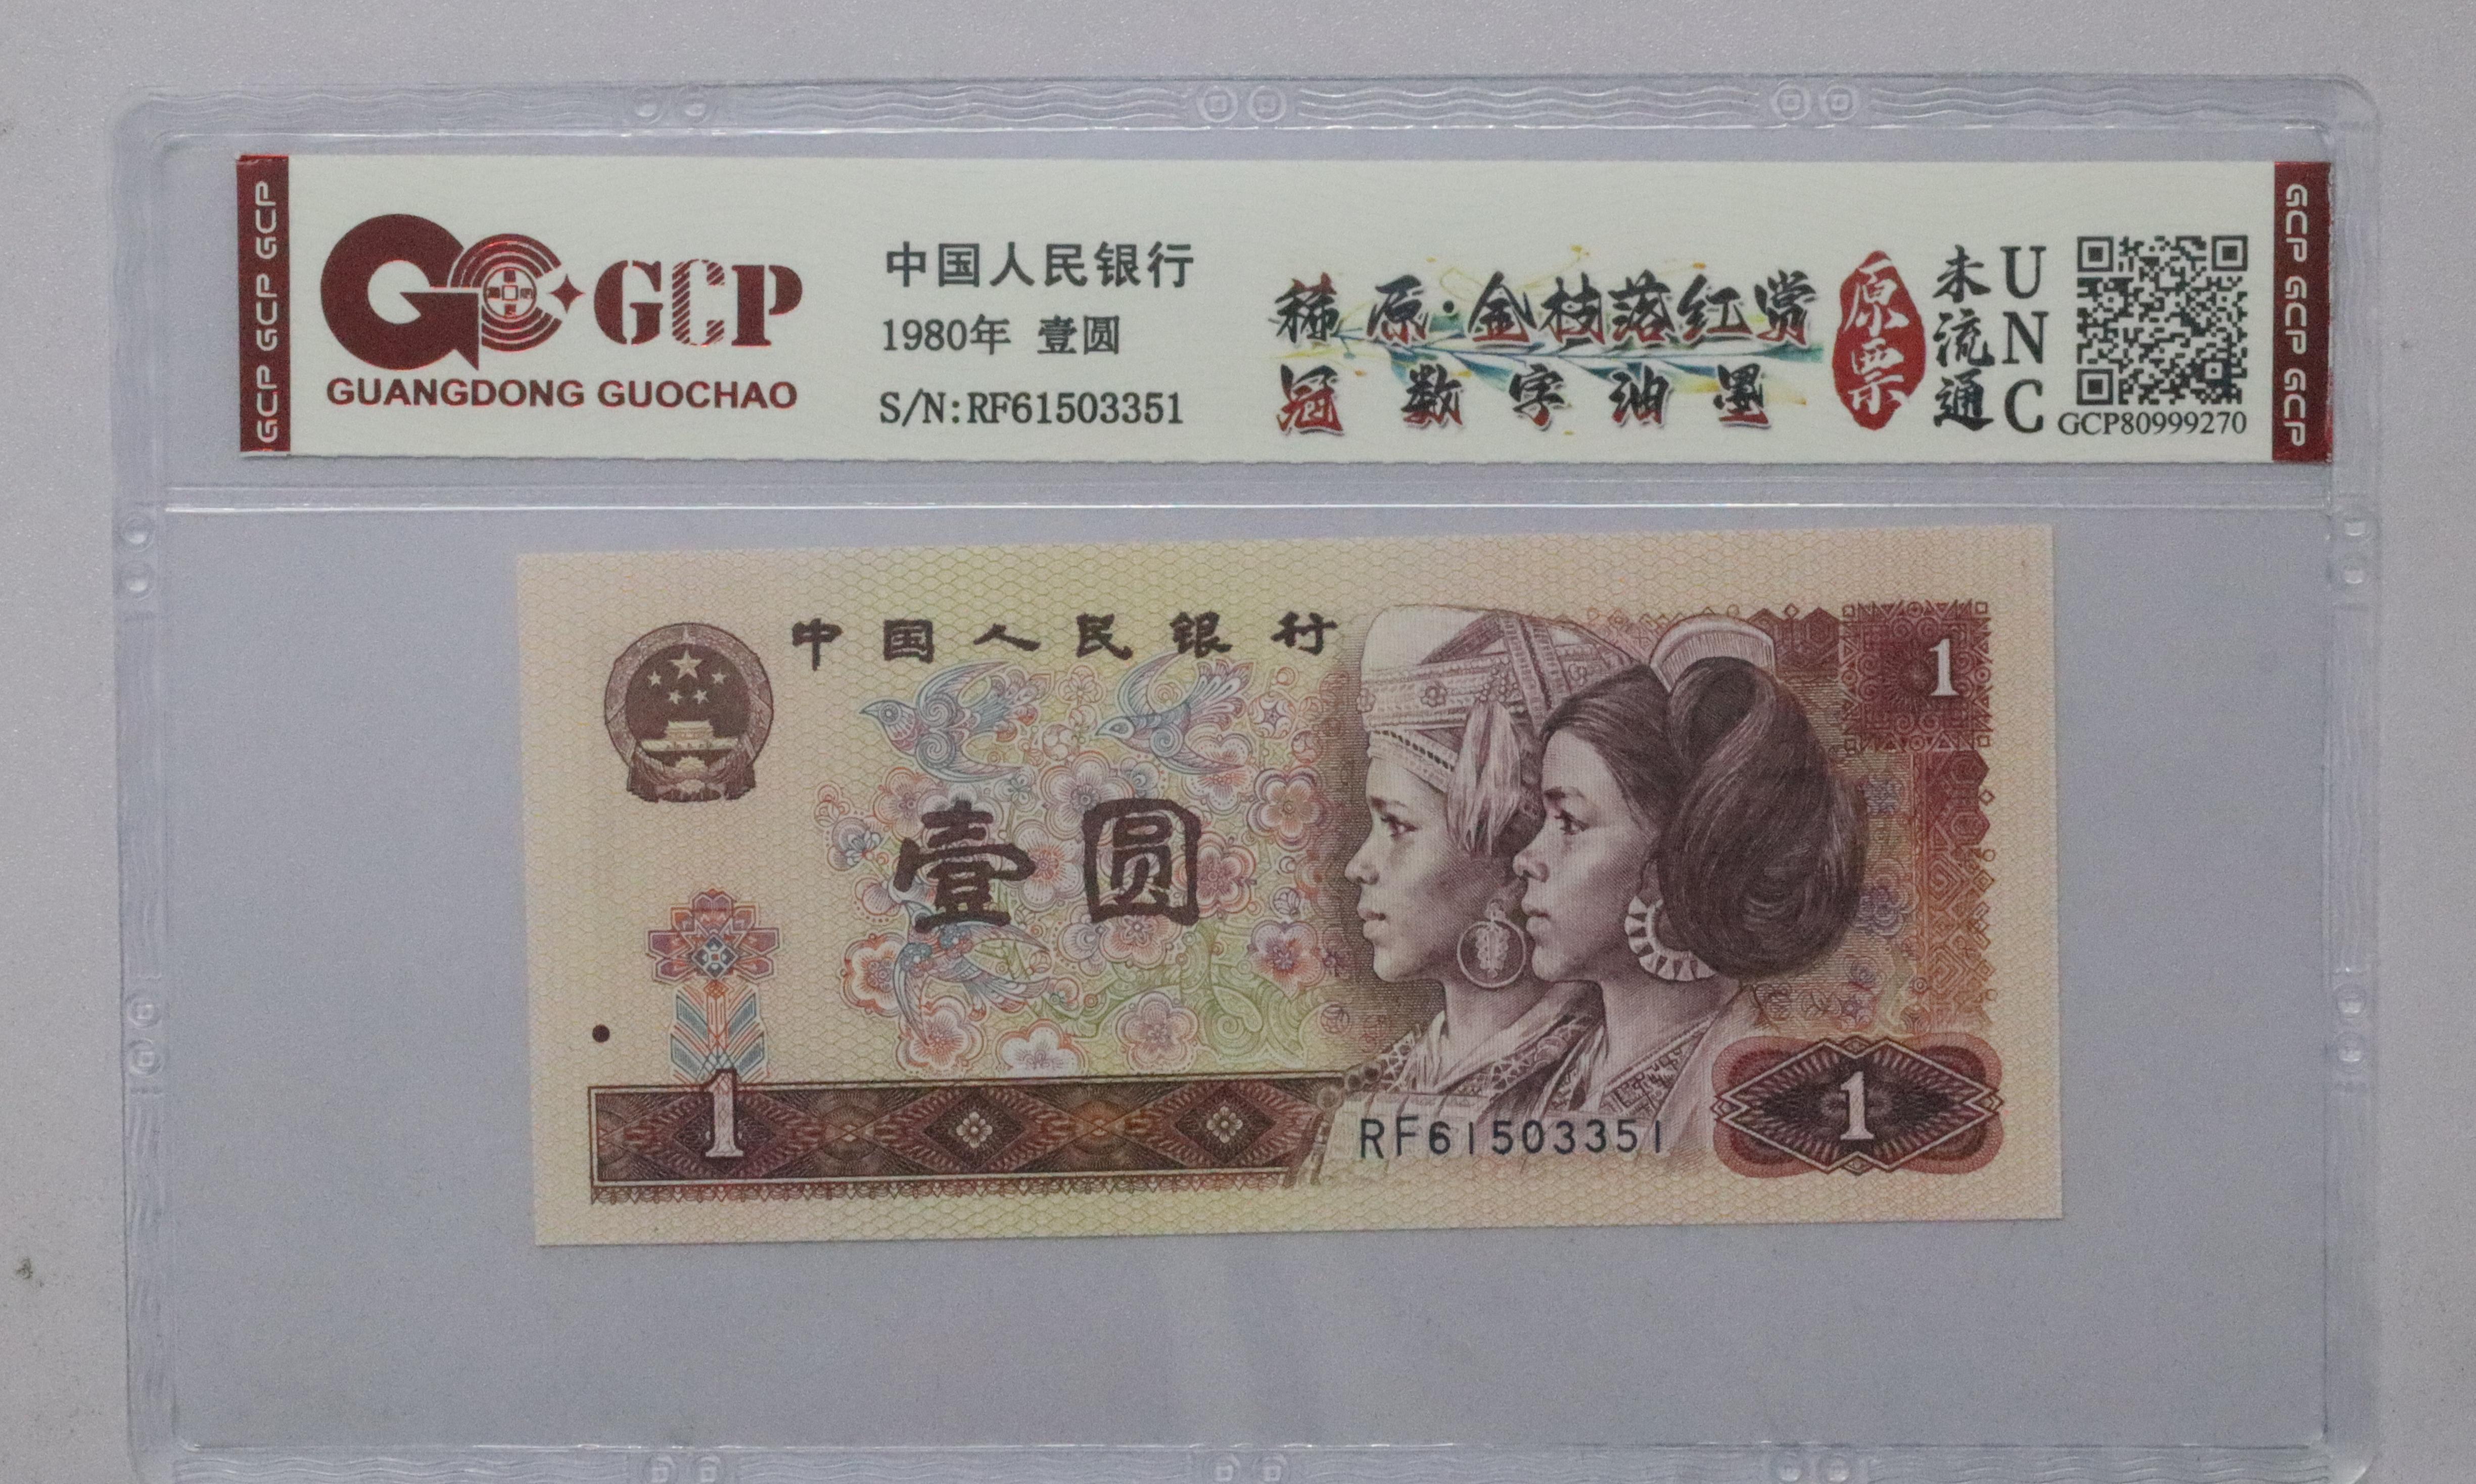 GCP GCP GCP
GCP
GUANGDONG GUOCHAO
中国人民银行
1980年 壹圆
S/N:RF61503351
稀原·金枝落红赏
冠数字油墨
原票
未流通
UNC
GCP80999270
GCP GCP GCP
中国人民银行
1
壹圆
1
RF61503351
1